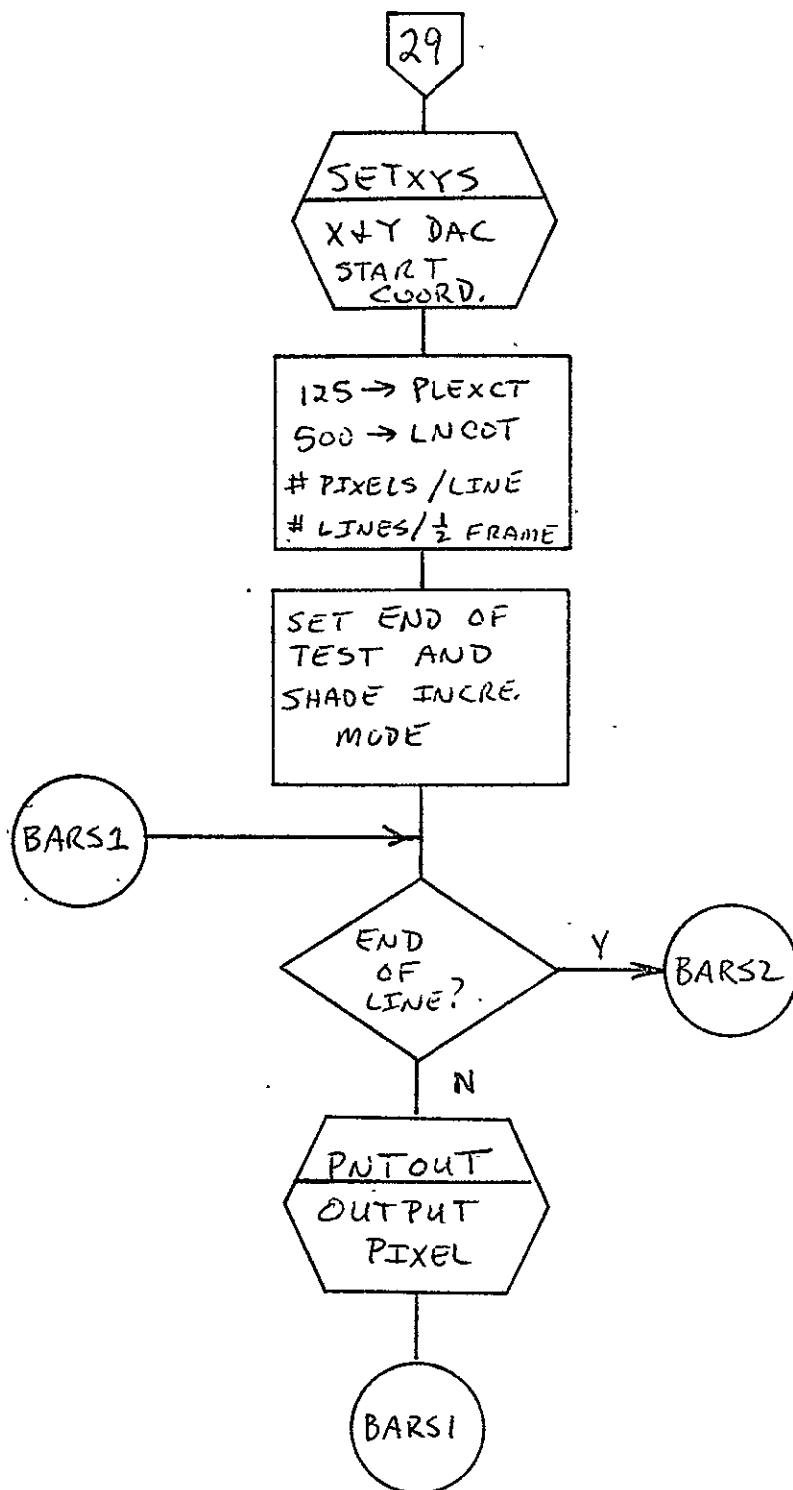 29
SETXYS
X+Y DAC
START
COORD.
125 → PLEXCT
500 → LNCOT
# PIXELS/LINE
# LINES/½ FRAME
SET END OF
TEST AND
SHADE INCRE.
MODE
BARS1
END
OF
LINE?
Y
BARS2
N
PNTOUT
OUTPUT
PIXEL
BARS1